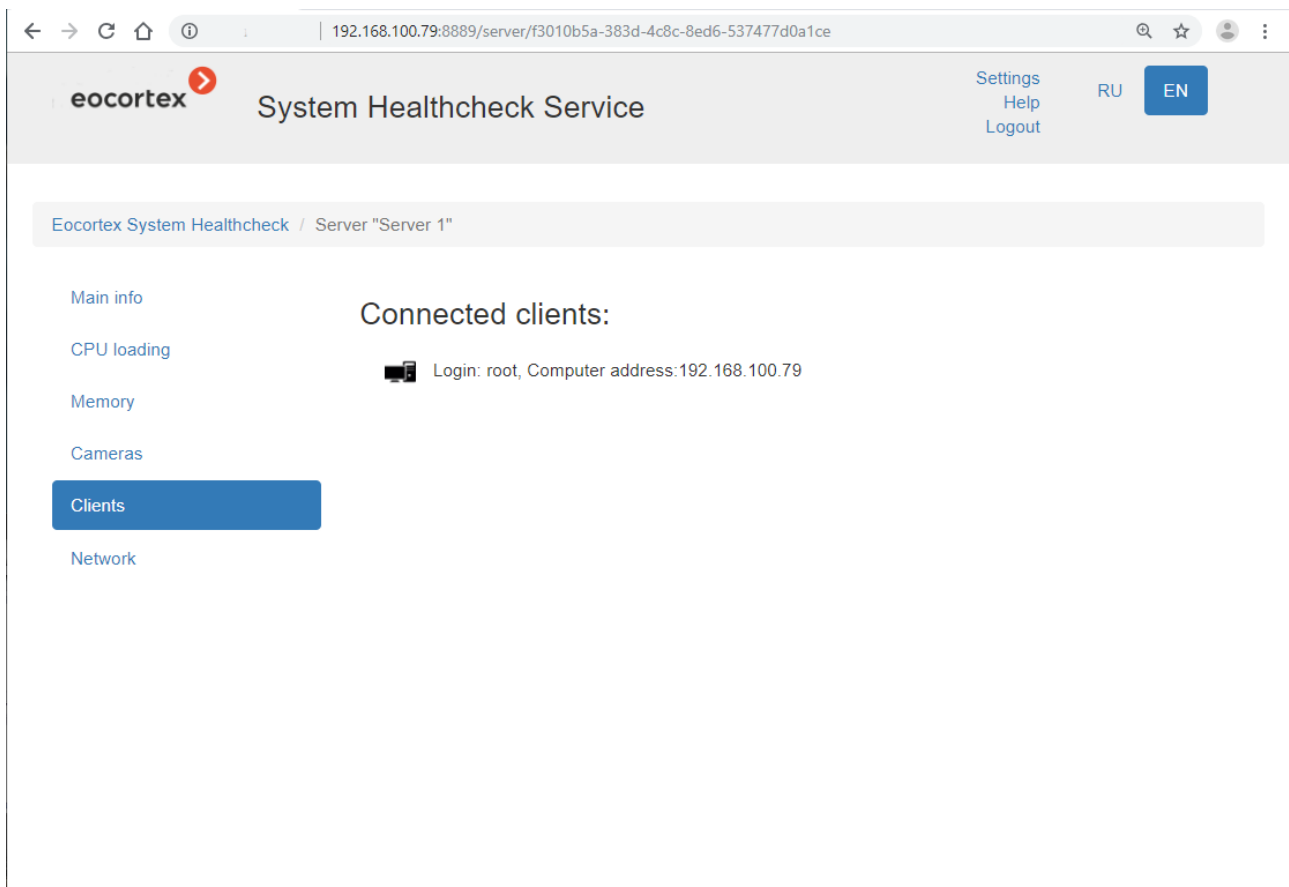 192.168.100.79:8889/server/f3010b5a-383d-4c8c-8ed6-537477d0a1ce
eocortex
System Healthcheck Service
Settings
Help
Logout
RU
EN
Eocortex System Healthcheck / Server "Server 1"
Main info
CPU loading
Memory
Cameras
Clients
Network
Connected clients:
Login: root, Computer address:192.168.100.79